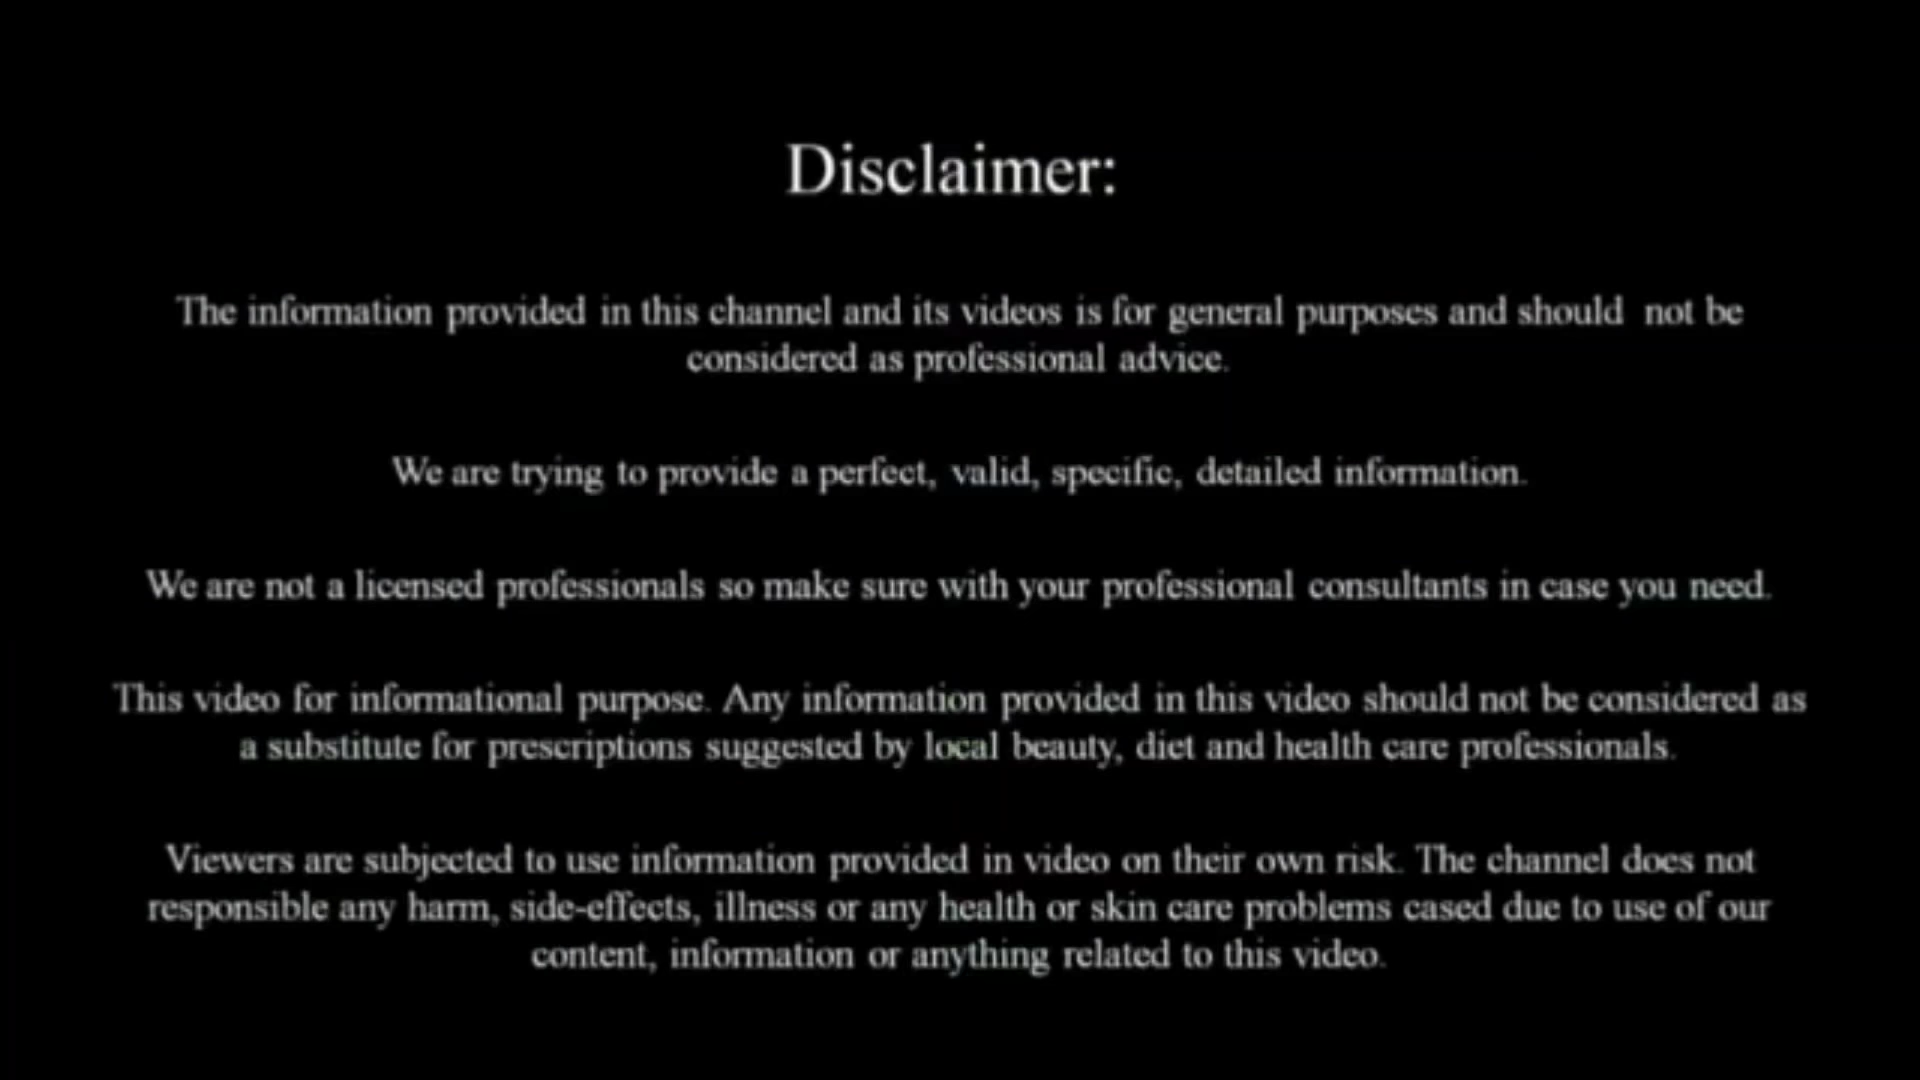 Disclaimer:
The information provided in this channel and its videos is for general purposes and should not be
considered as professional advice.
We are trying to provide a perfect, valid, specific, detailed information.
We are not a licensed professionals so make sure with your professional consultants in case you need.
This video for informational purpose. Any information provided in this video should not be considered as
a substitute for prescriptions suggested by local beauty, diet and health care professionals.
Viewers are subjected to use information provided in video on their own risk. The channel does not
responsible any harm, side-effects, illness or any health or skin care problems cased due to use of our
content, information or anything related to this video.